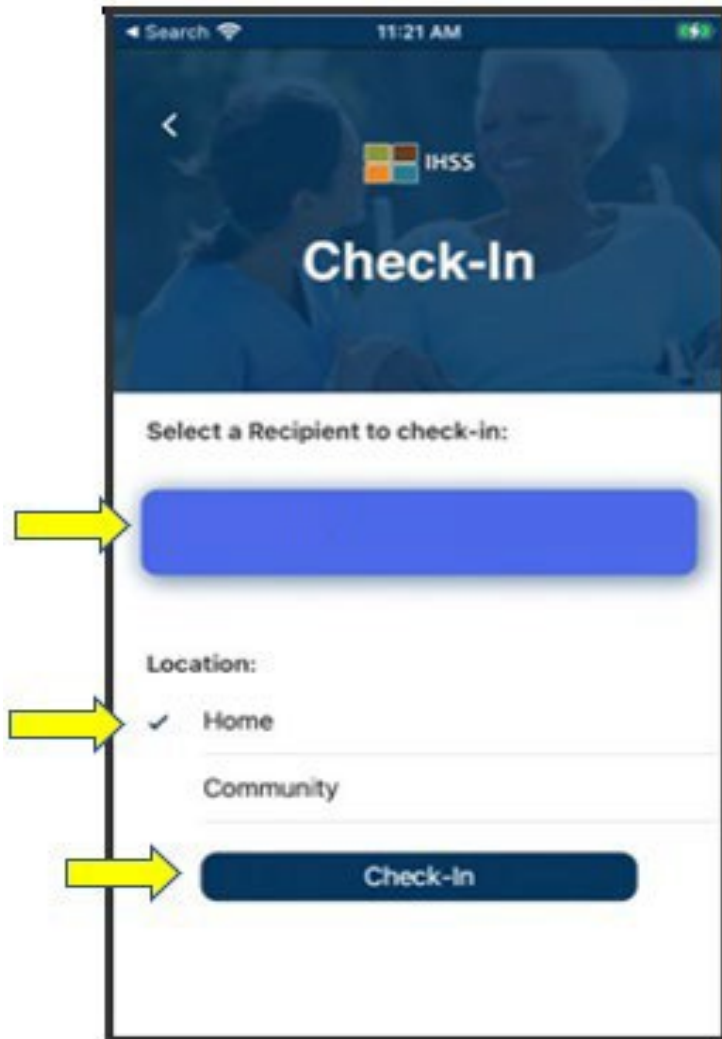 Search 11:21 AM
IHSS
Check-In
Select a Recipient to check-in:
Location:
Home
Community
Check-In